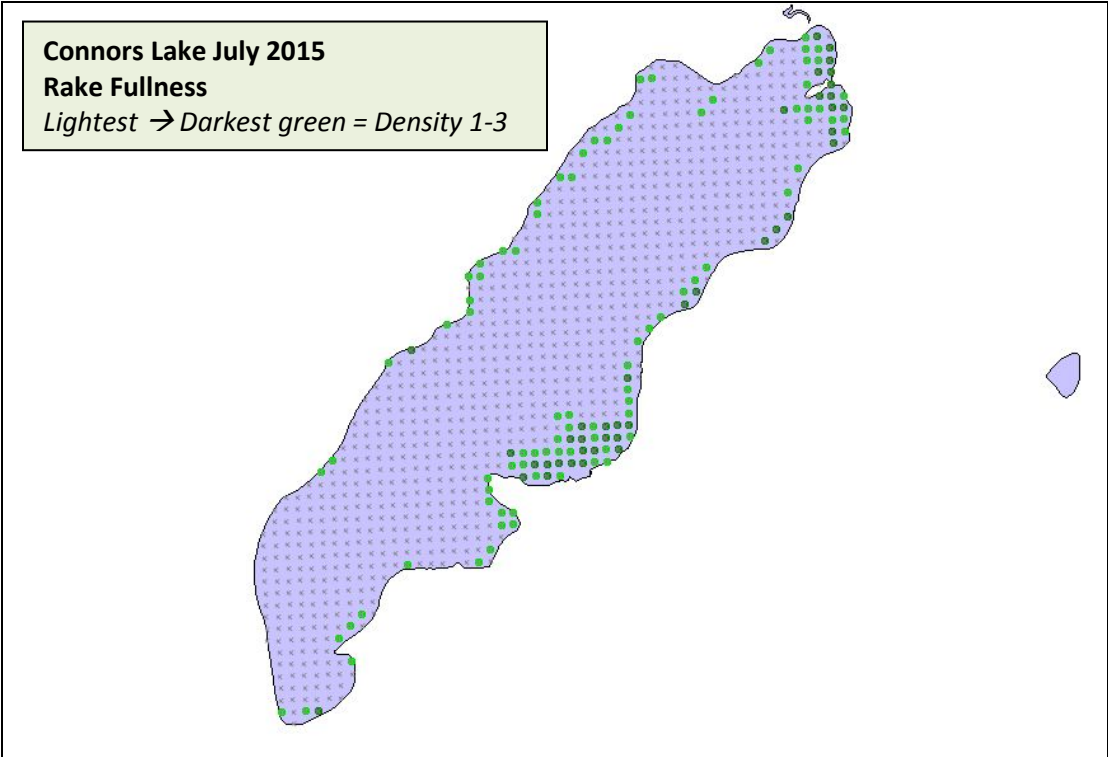 Connors Lake July 2015
Rake Fullness
Lightest → Darkest green = Density 1-3